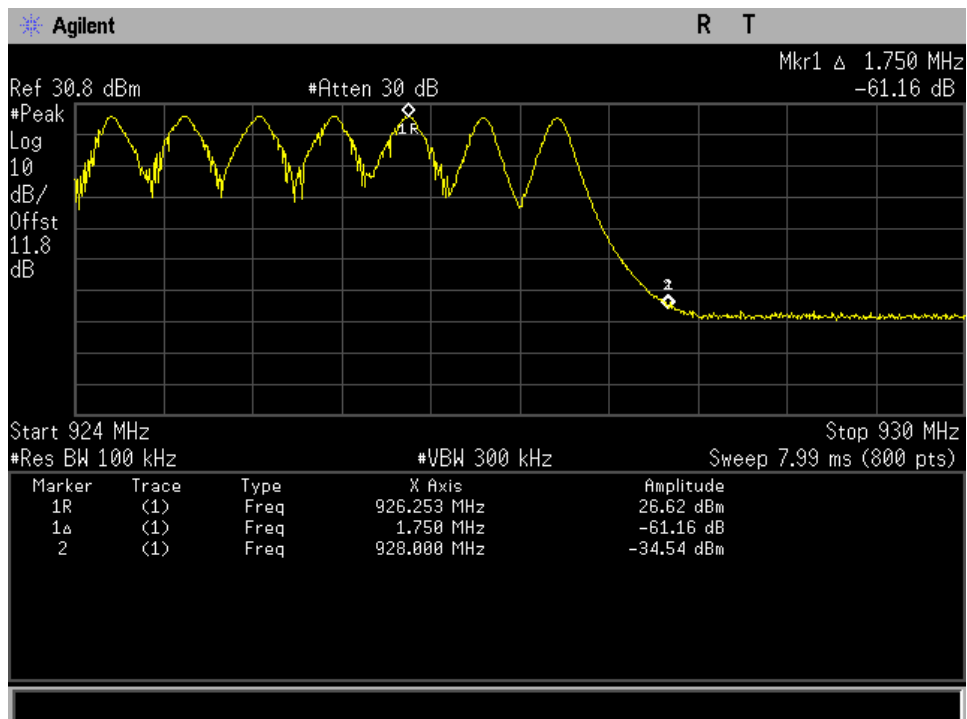 Agilent R T
Mkr1 Δ 1.750 MHz
Ref 30.8 dBm #Atten 30 dB -61.16 dB
#Peak
Log
10
dB/
Offst
11.8
dB
1R
2
Start 924 MHz Stop 930 MHz
#Res BW 100 kHz #VBW 300 kHz Sweep 7.99 ms (800 pts)
Marker Trace Type X Axis Amplitude
1R (1) Freq 926.253 MHz 26.62 dBm
1Δ (1) Freq 1.750 MHz -61.16 dB
2 (1) Freq 928.000 MHz -34.54 dBm